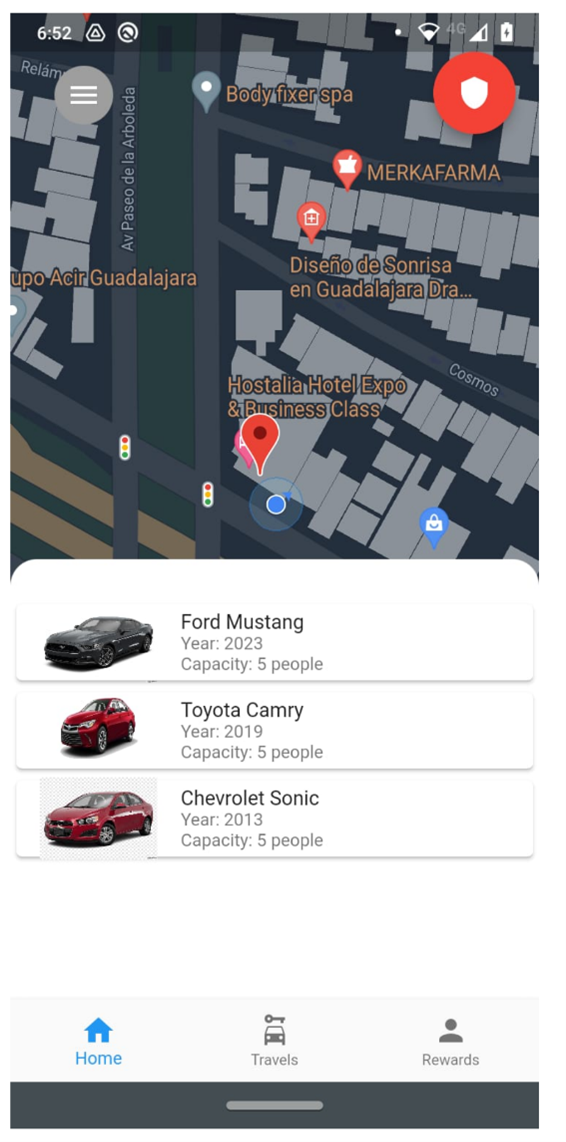 6:52
4G
Relám
Body fixer spa
Av Paseo de la Arboleda
MERKAFARMA
upo Acir Guadalajara
Diseño de Sonrisa
en Guadalajara Dra...
Cosmos
Hostalia Hotel Expo
& Business Class
Ford Mustang
Year: 2023
Capacity: 5 people
Toyota Camry
Year: 2019
Capacity: 5 people
Chevrolet Sonic
Year: 2013
Capacity: 5 people
Home
Travels
Rewards